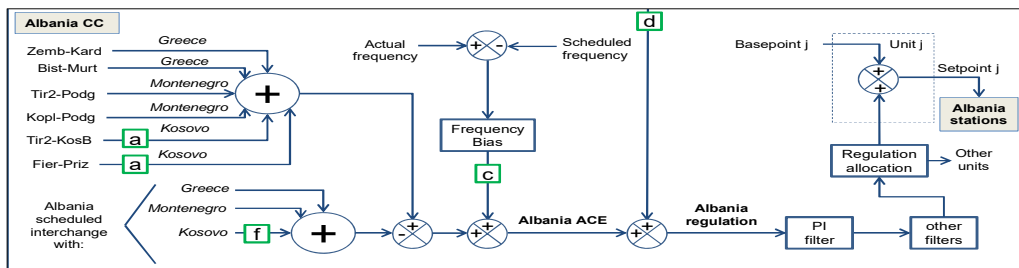 Albania CC
d
Greece
Zemb-Kard
Greece
Bist-Murt
Montenegro
Tir2-Podg
Montenegro
Kopl-Podg
Kosovo
Tir2-KosB
a
Kosovo
Fier-Priz
a
+
Actual
frequency
+
-
Scheduled
frequency
Frequency
Bias
c
Basepoint j
Unit j
+
+
Setpoint j
Albania
stations
Regulation
allocation
Other
units
Albania
scheduled
interchange
with:
Greece
Montenegro
Kosovo
f
+
+
-
+
+
Albania ACE
+
+
Albania
regulation
PI
filter
other
filters